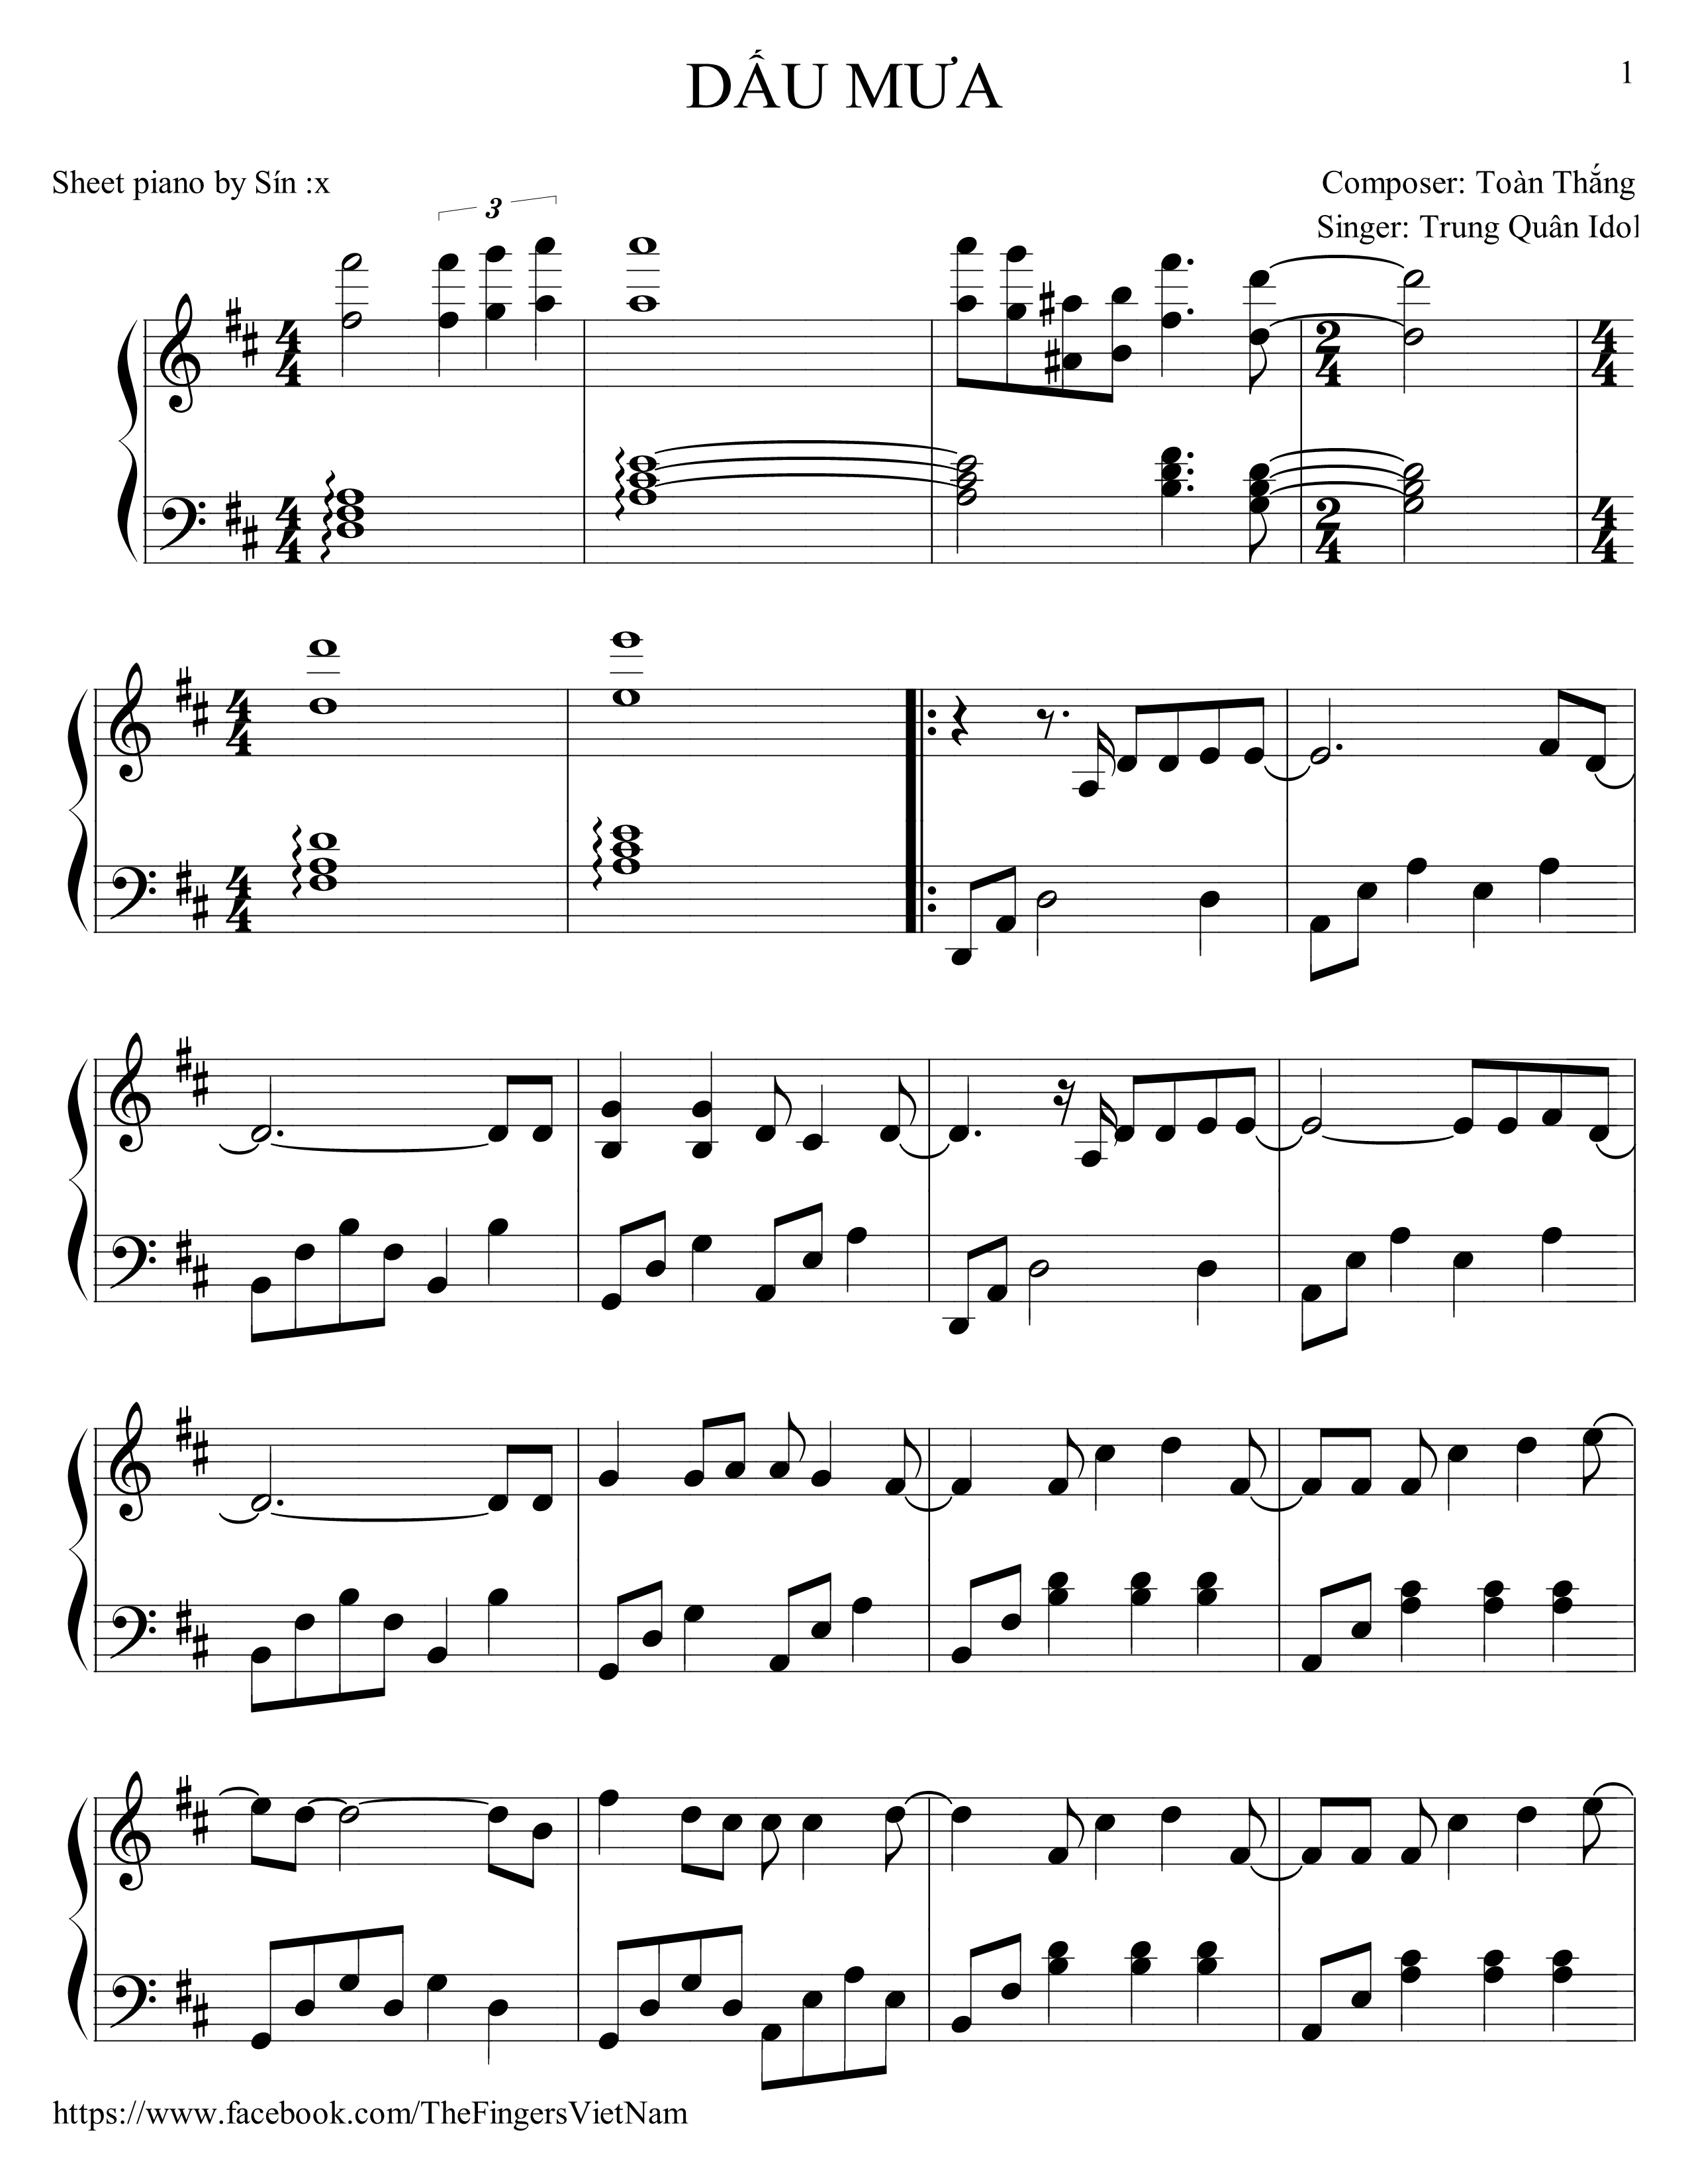 DẤU MƯA
1
Sheet piano by Sín :x
Composer: Toàn Thắng
Singer: Trung Quân Idol
3
https://www.facebook.com/TheFingersVietNam